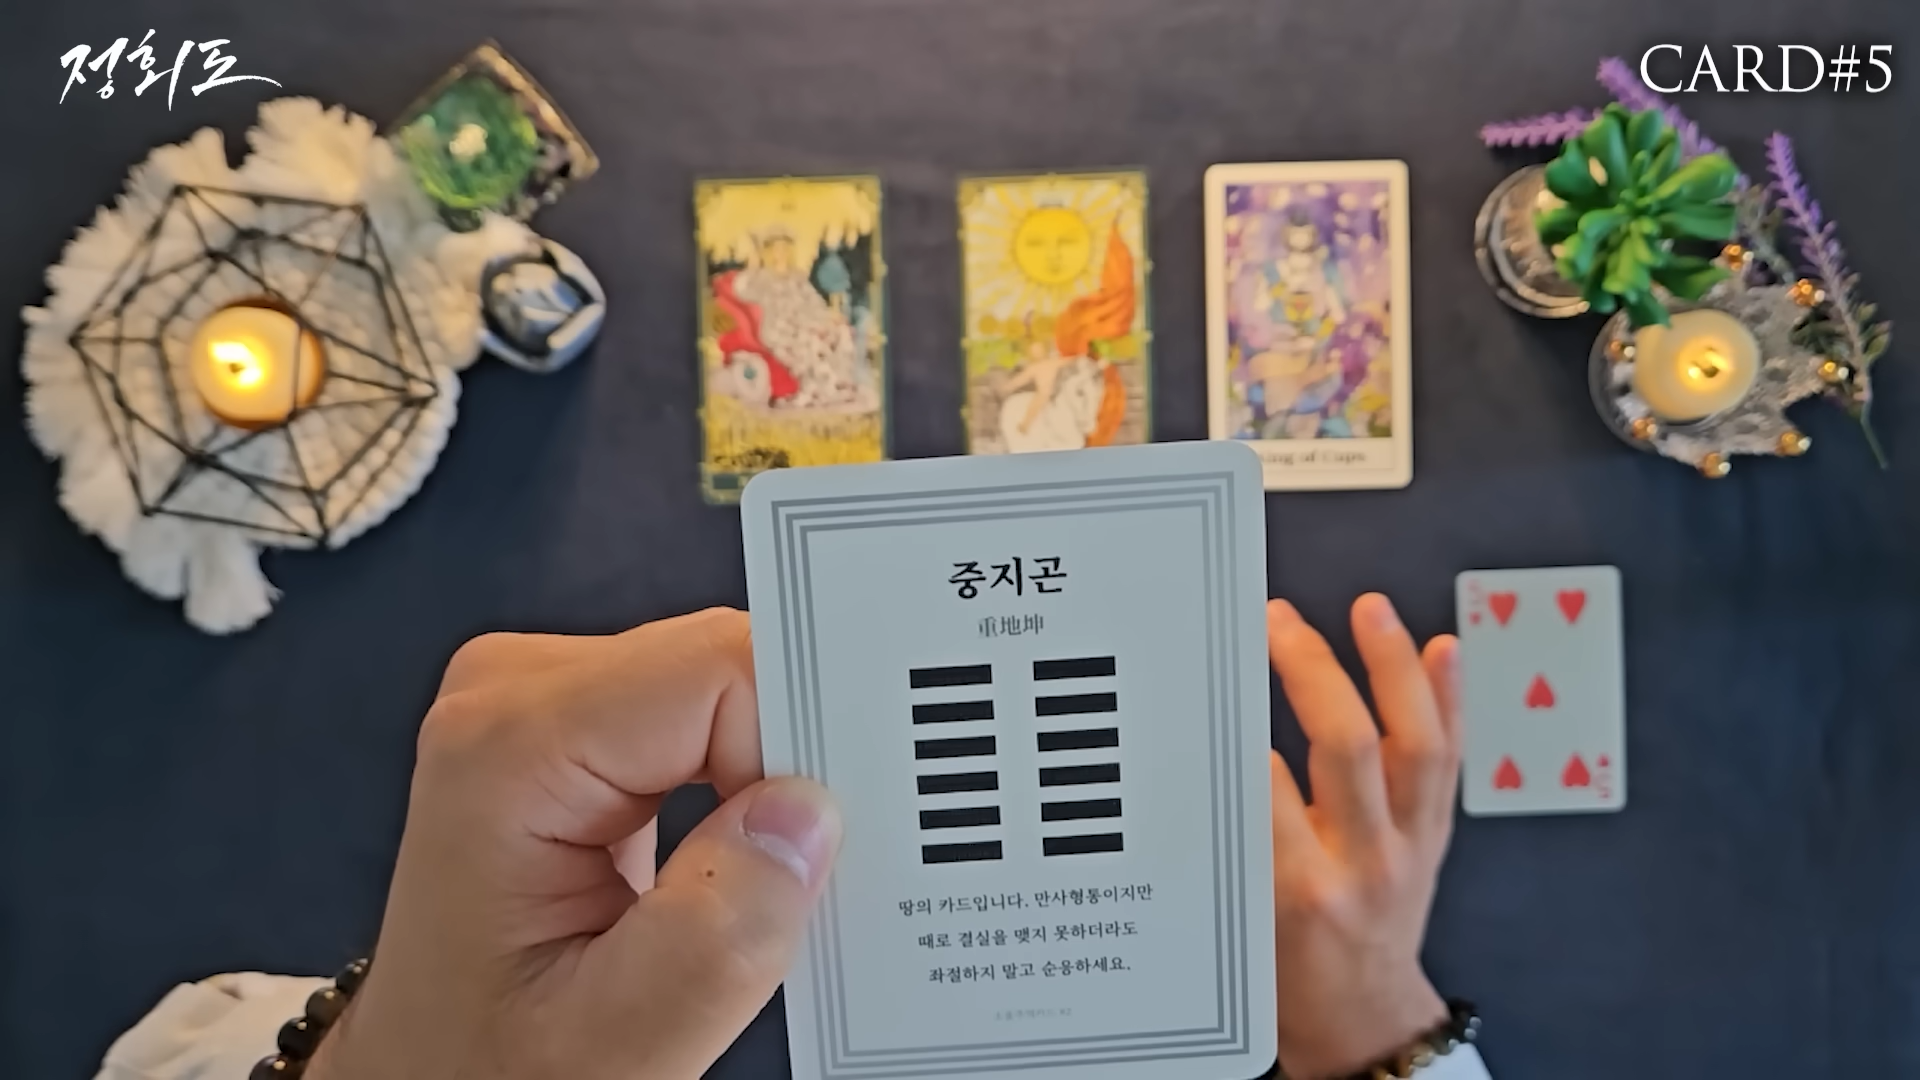 정회도
CARD#5
King of Cups
5
5
중지곤
重地坤
땅의 카드입니다. 만사형통이지만
때로 결실을 맺지 못하더라도
좌절하지 말고 순응하세요.